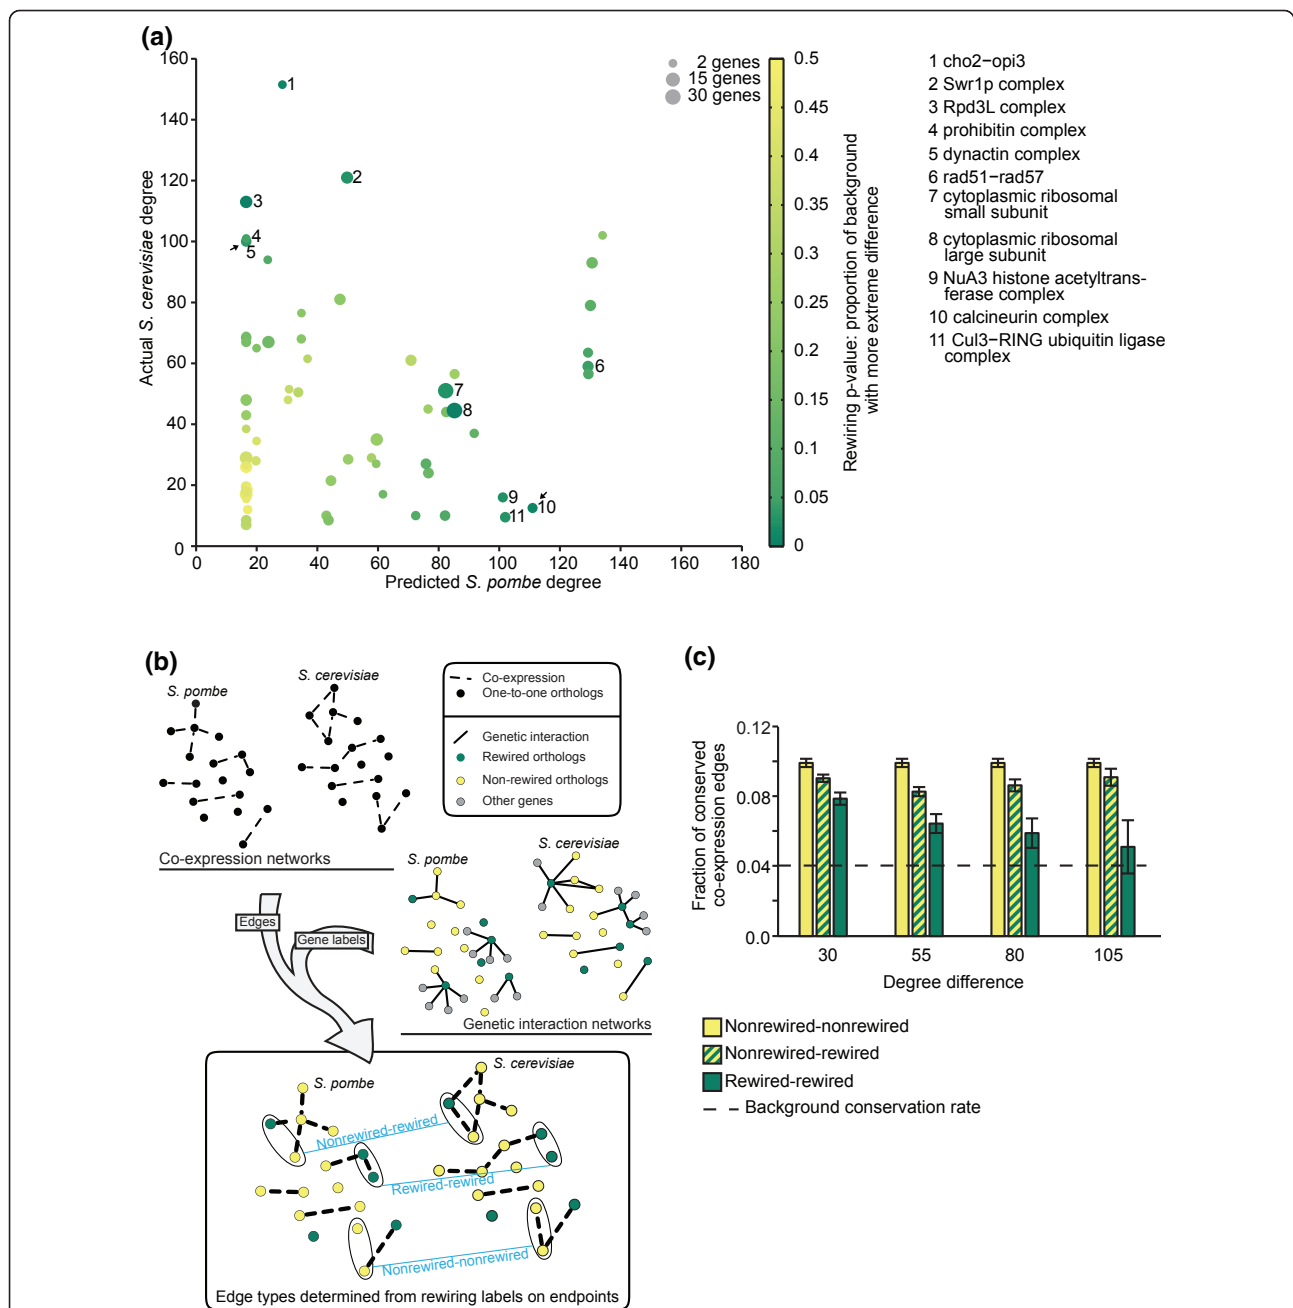 (a)
160
140
120
100
80
60
40
20
0
Actual S. cerevisiae degree
0 20 40 60 80 100 120 140 160 180
Predicted S. pombe degree
1
2
3
4
5
6
7
8
9
10
11
2 genes
15 genes
30 genes
0.5
0.45
0.4
0.35
0.3
0.25
0.2
0.15
0.1
0.05
0
Rewiring p-value: proportion of background
with more extreme difference
1 cho2−opi3
2 Swr1p complex
3 Rpd3L complex
4 prohibitin complex
5 dynactin complex
6 rad51−rad57
7 cytoplasmic ribosomal
small subunit
8 cytoplasmic ribosomal
large subunit
9 NuA3 histone acetyltrans-
ferase complex
10 calcineurin complex
11 Cul3−RING ubiquitin ligase
complex
(b)
S. pombe
S. cerevisiae
Co-expression networks
Co-expression
One-to-one orthologs
Genetic interaction
Rewired orthologs
Non-rewired orthologs
Other genes
S. pombe
S. cerevisiae
Genetic interaction networks
Edges
Gene labels
S. pombe
S. cerevisiae
Nonrewired-rewired
Rewired-rewired
Nonrewired-nonrewired
Edge types determined from rewiring labels on endpoints
(c)
0.12
0.08
0.04
0.0
Fraction of conserved
co-expression edges
30 55 80 105
Degree difference
Nonrewired-nonrewired
Nonrewired-rewired
Rewired-rewired
Background conservation rate